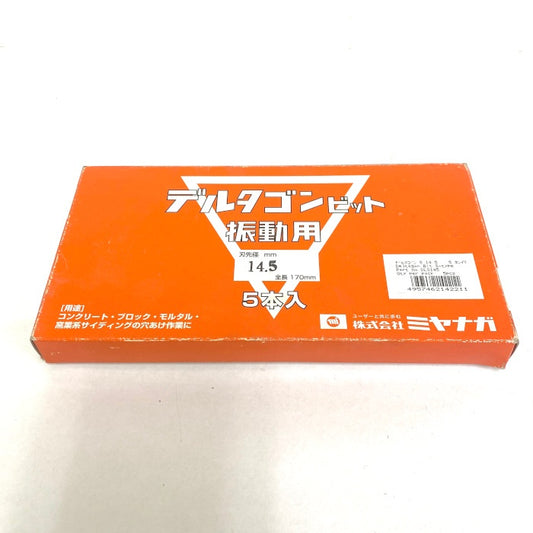 デルタゴンビット
振動用
刃先径 mm
14.5
全長 170mm
5本入
[用途]
コンクリート・ブロック・モルタル・
窯業系サイディングの穴あけ作業に
ユーザーと共に歩む
株式会社 ミヤナガ
4957462142211